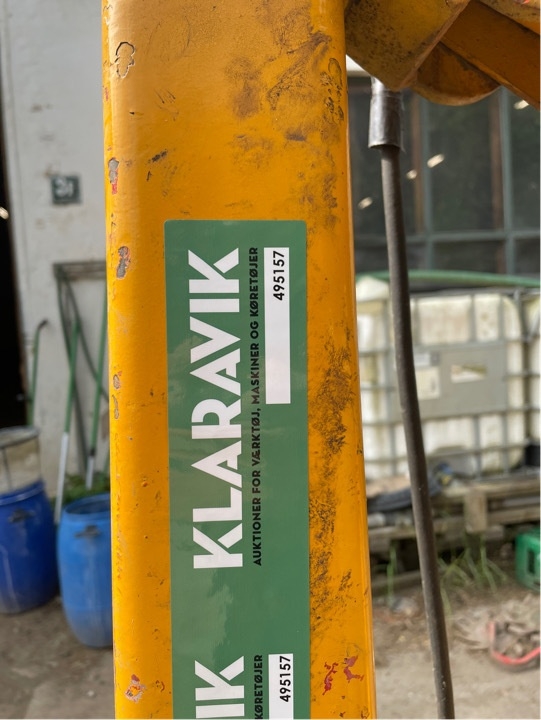 KLARAVIK
AUKTIONER FOR VÆRKTØJ, MASKINER OG KØRETØJER
495157
IK
KØRETØJER
495157